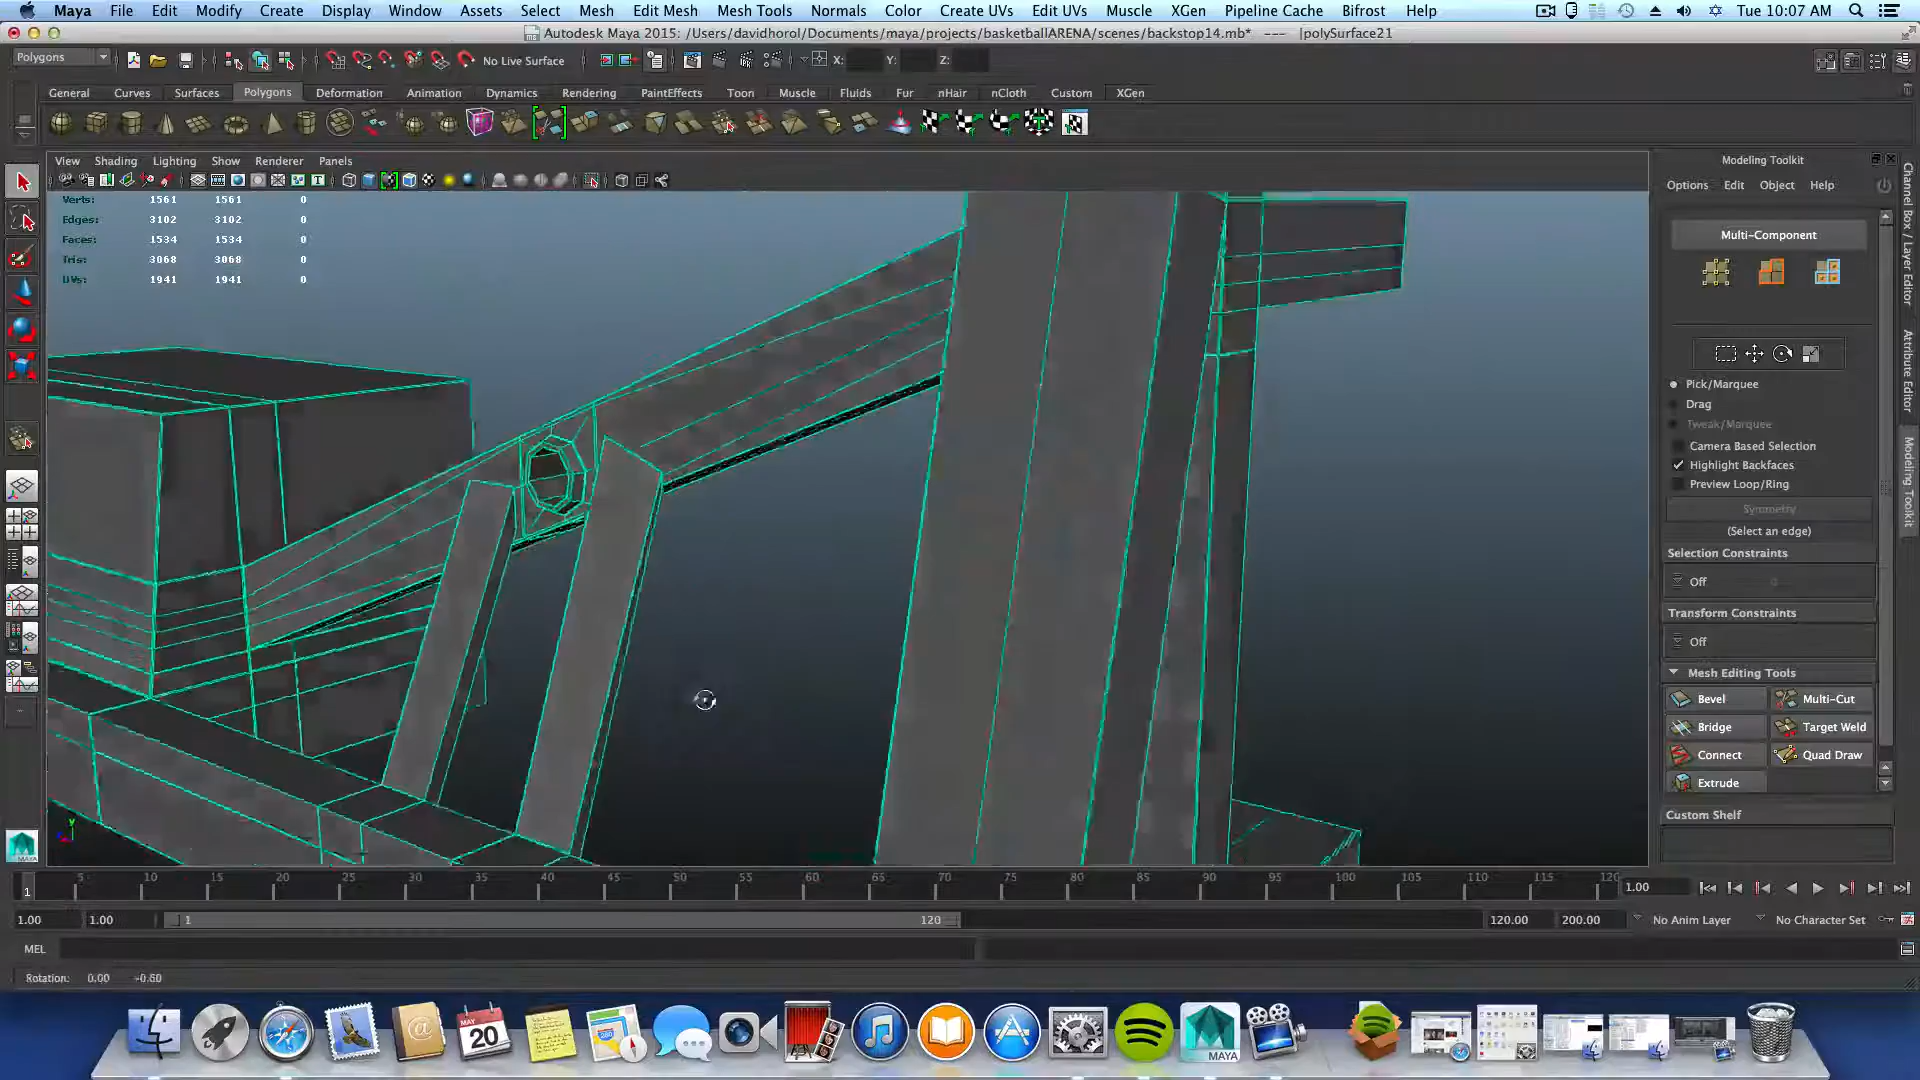 Maya File Edit Modify Create Display Window Assets Select Mesh Edit Mesh Mesh Tools Normals Color Create UVs Edit UVs Muscle XGen Pipeline Cache Bifrost Help Tue 10:07 AM
Autodesk Maya 2015: /Users/davidhorol/Documents/maya/projects/basketballARENA/scenes/backstop14.mb* --- |polySurface21
Polygons No Live Surface X: Y: Z:
General Curves Surfaces Polygons Deformation Animation Dynamics Rendering PaintEffects Toon Muscle Fluids Fur nHair nCloth Custom XGen
View Shading Lighting Show Renderer Panels
Modeling Toolkit
Options Edit Object Help
Verts: 1561 1561 0
Edges: 3102 3102 0
Faces: 1534 1534 0
Tris: 3068 3068 0
UVs: 1941 1941 0
Multi-Component
Pick/Marquee
Drag
Tweak/Marquee
Camera Based Selection
Highlight Backfaces
Preview Loop/Ring
Symmetry
(Select an edge)
Selection Constraints
Off
Transform Constraints
Off
Mesh Editing Tools
Bevel Multi-Cut
Bridge Target Weld
Connect Quad Draw
Extrude
Custom Shelf
Channel Box / Layer Editor
Attribute Editor
Modeling Toolkit
y
MAYA
1 5 10 15 20 25 30 35 40 45 50 55 60 65 70 75 80 85 90 95 100 105 110 115 120 1.00
1.00 1.00 1 120 120.00 200.00 No Anim Layer No Character Set
MEL
Rotation: 0.00 -0.60
MAY
20
280
MAYA